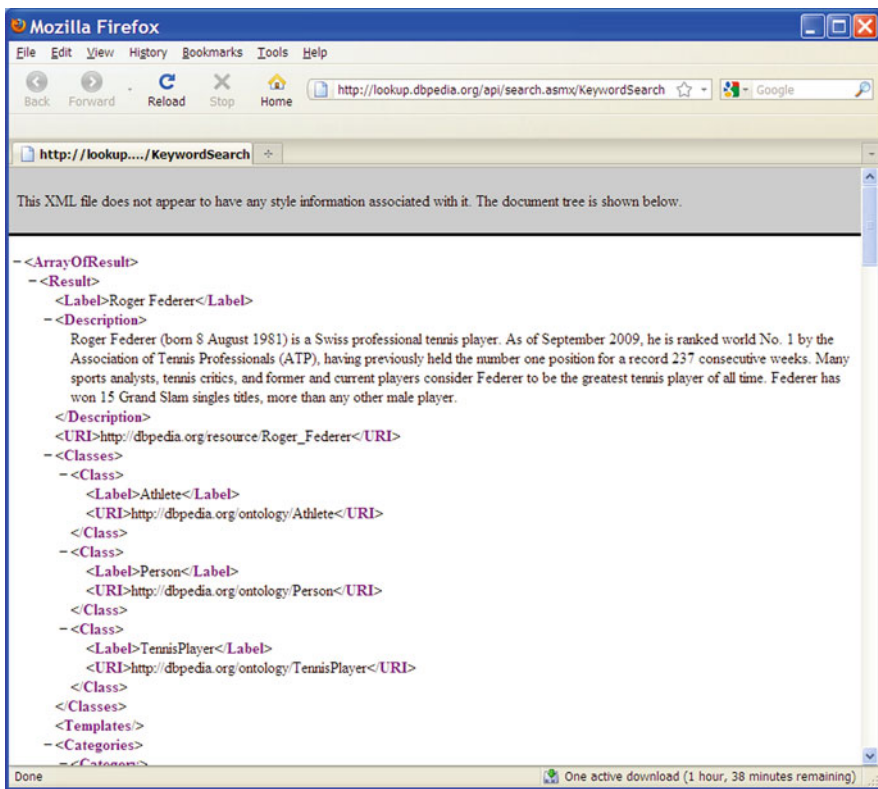 Mozilla Firefox
File Edit View History Bookmarks Tools Help
Back Forward Reload Stop Home http://lookup.dbpedia.org/api/search.asmx/KeywordSearch Google
http://lookup..../KeywordSearch
This XML file does not appear to have any style information associated with it. The document tree is shown below.
-<ArrayOfResult>
-<Result>
<Label>Roger Federer</Label>
-<Description>
Roger Federer (born 8 August 1981) is a Swiss professional tennis player. As of September 2009, he is ranked world No. 1 by the
Association of Tennis Professionals (ATP), having previously held the number one position for a record 237 consecutive weeks. Many
sports analysts, tennis critics, and former and current players consider Federer to be the greatest tennis player of all time. Federer has
won 15 Grand Slam singles titles, more than any other male player.
</Description>
<URI>http://dbpedia.org/resource/Roger_Federer</URI>
-<Classes>
-<Class>
<Label>Athlete</Label>
<URI>http://dbpedia.org/ontology/Athlete</URI>
</Class>
-<Class>
<Label>Person</Label>
<URI>http://dbpedia.org/ontology/Person</URI>
</Class>
-<Class>
<Label>TennisPlayer</Label>
<URI>http://dbpedia.org/ontology/TennisPlayer</URI>
</Class>
</Classes>
<Templates/>
-<Categories>
-<Category>
Done One active download (1 hour, 38 minutes remaining)